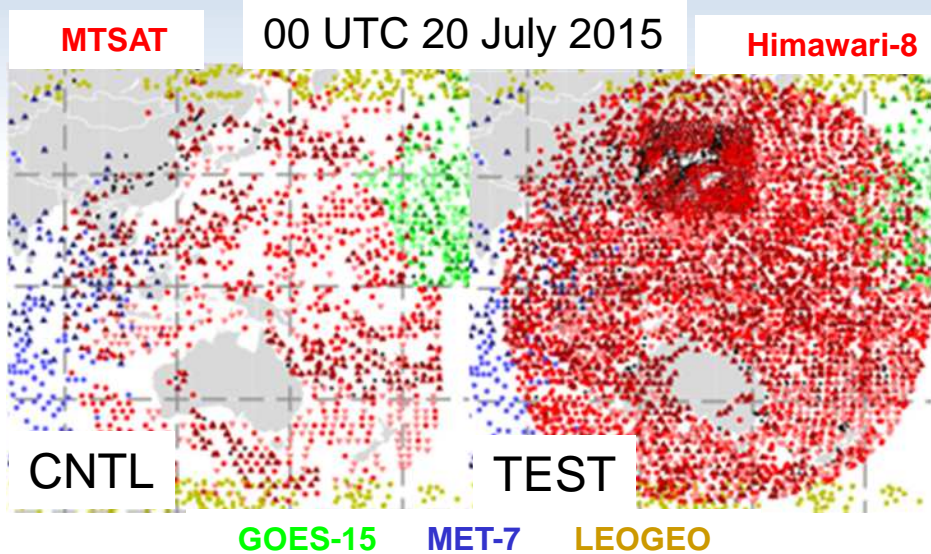 MTSAT
00 UTC 20 July 2015
Himawari-8
CNTL
TEST
GOES-15 MET-7 LEOGEO